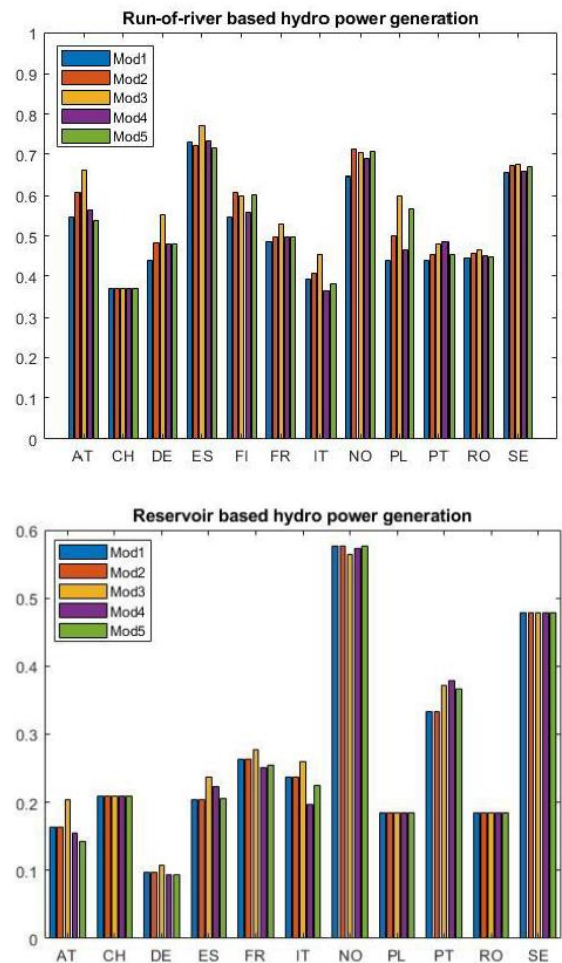 Run-of-river based hydro power generation
1
0.9
0.8
0.7
0.6
0.5
0.4
0.3
0.2
0.1
0
Mod1
Mod2
Mod3
Mod4
Mod5
AT CH DE ES FI FR IT NO PL PT RO SE
Reservoir based hydro power generation
0.6
0.5
0.4
0.3
0.2
0.1
0
Mod1
Mod2
Mod3
Mod4
Mod5
AT CH DE ES FR IT NO PL PT RO SE